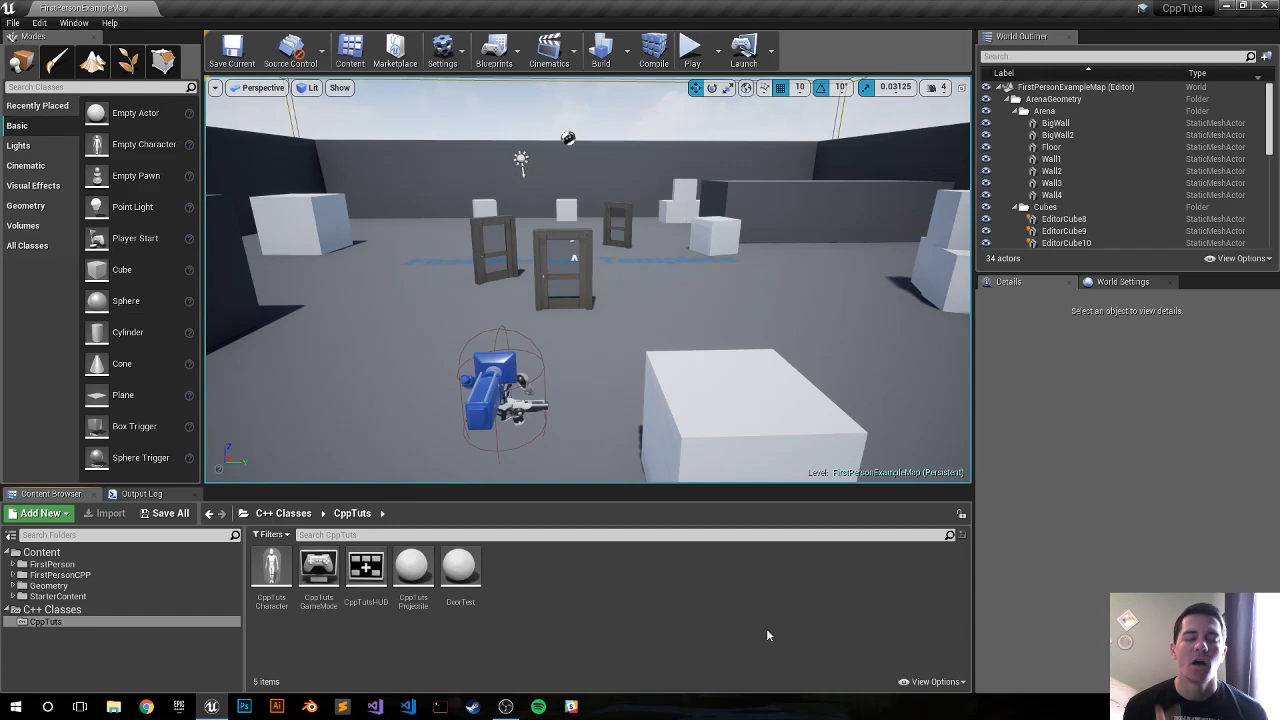 FirstPersonExampleMap
CppTuts
File Edit Window Help
Modes
Search Classes
Recently Placed
Basic
Lights
Cinematic
Visual Effects
Geometry
Volumes
All Classes
Empty Actor
Empty Character
Empty Pawn
Point Light
Player Start
Cube
Sphere
Cylinder
Cone
Plane
Box Trigger
Sphere Trigger
Save Current Source Control Content Marketplace Settings Blueprints Cinematics Build Compile Play Launch
Perspective Lit Show 10 10° 0.03125 4
Level: FirstPersonExampleMap (Persistent)
World Outliner
Search...
Label Type
FirstPersonExampleMap (Editor) World
ArenaGeometry Folder
Arena Folder
BigWall StaticMeshActor
BigWall2 StaticMeshActor
Floor StaticMeshActor
Wall1 StaticMeshActor
Wall2 StaticMeshActor
Wall3 StaticMeshActor
Wall4 StaticMeshActor
Cubes Folder
EditorCube8 StaticMeshActor
EditorCube9 StaticMeshActor
EditorCube10 StaticMeshActor
34 actors View Options
Details World Settings
Select an object to view details.
Content Browser Output Log
Add New Import Save All C++ Classes CppTuts
Search Folders
Content
FirstPerson
FirstPersonCPP
Geometry
StarterContent
C++ Classes
CppTuts
Filters Search CppTuts
CppTuts Character
CppTuts GameMode
CppTutsHUD
CppTuts Projectile
DoorTest
5 items View Options